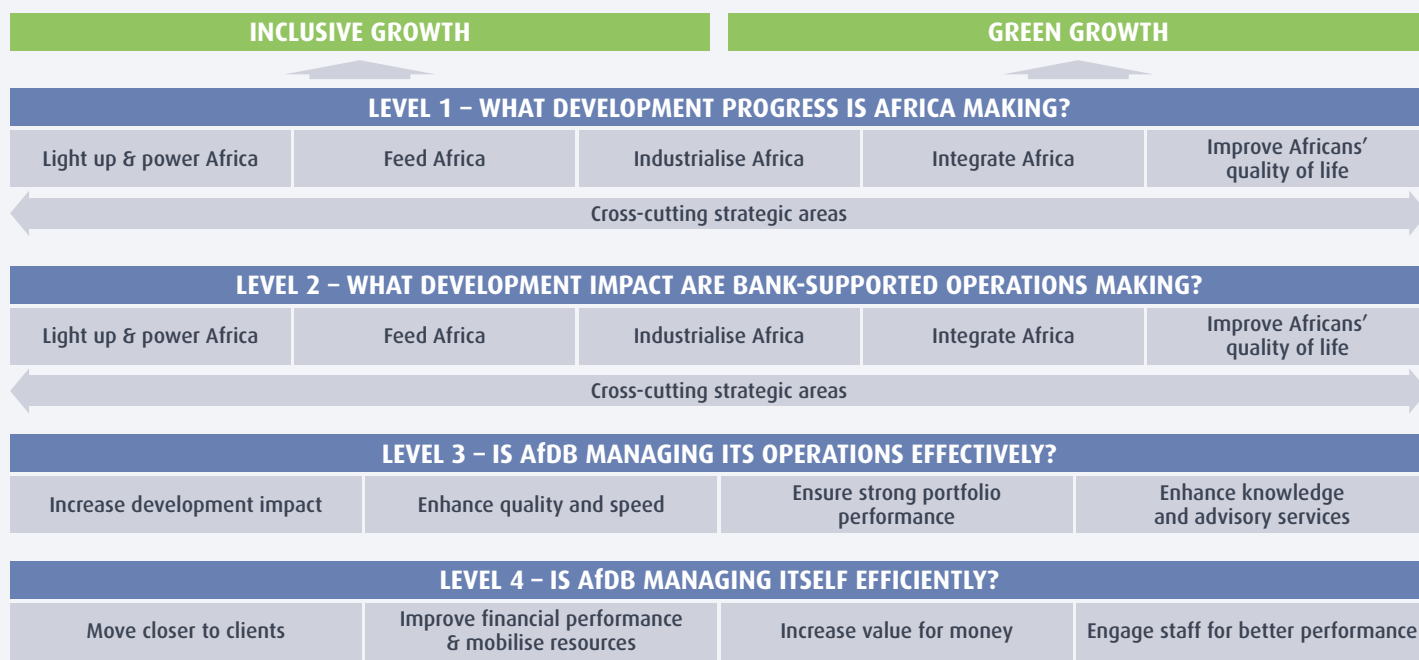 INCLUSIVE GROWTH
GREEN GROWTH
LEVEL 1 – WHAT DEVELOPMENT PROGRESS IS AFRICA MAKING?
Light up & power Africa
Feed Africa
Industrialise Africa
Integrate Africa
Improve Africans’
quality of life
Cross-cutting strategic areas
LEVEL 2 – WHAT DEVELOPMENT IMPACT ARE BANK-SUPPORTED OPERATIONS MAKING?
Light up & power Africa
Feed Africa
Industrialise Africa
Integrate Africa
Improve Africans’
quality of life
Cross-cutting strategic areas
LEVEL 3 – IS AfDB MANAGING ITS OPERATIONS EFFECTIVELY?
Increase development impact
Enhance quality and speed
Ensure strong portfolio
performance
Enhance knowledge
and advisory services
LEVEL 4 – IS AfDB MANAGING ITSELF EFFICIENTLY?
Move closer to clients
Improve financial performance
& mobilise resources
Increase value for money
Engage staff for better performance